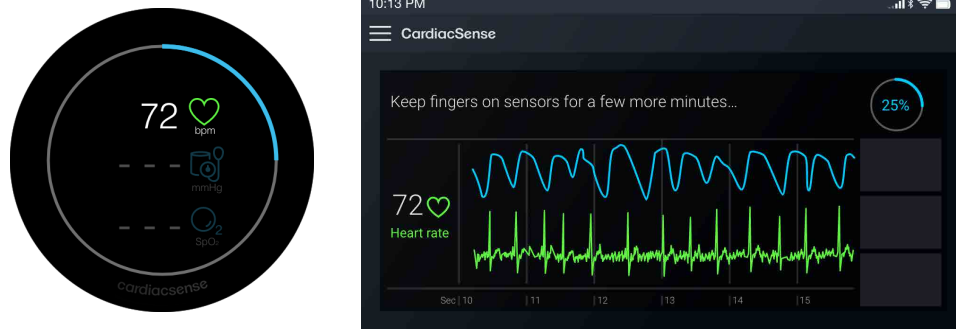 72
bpm
- - -
mmHg
- - -
SpO₂
cardiacsense
10:13 PM
CardiacSense
Keep fingers on sensors for a few more minutes...
25%
72
Heart rate
Sec | 10 | 11 | 12 | 13 | 14 | 15